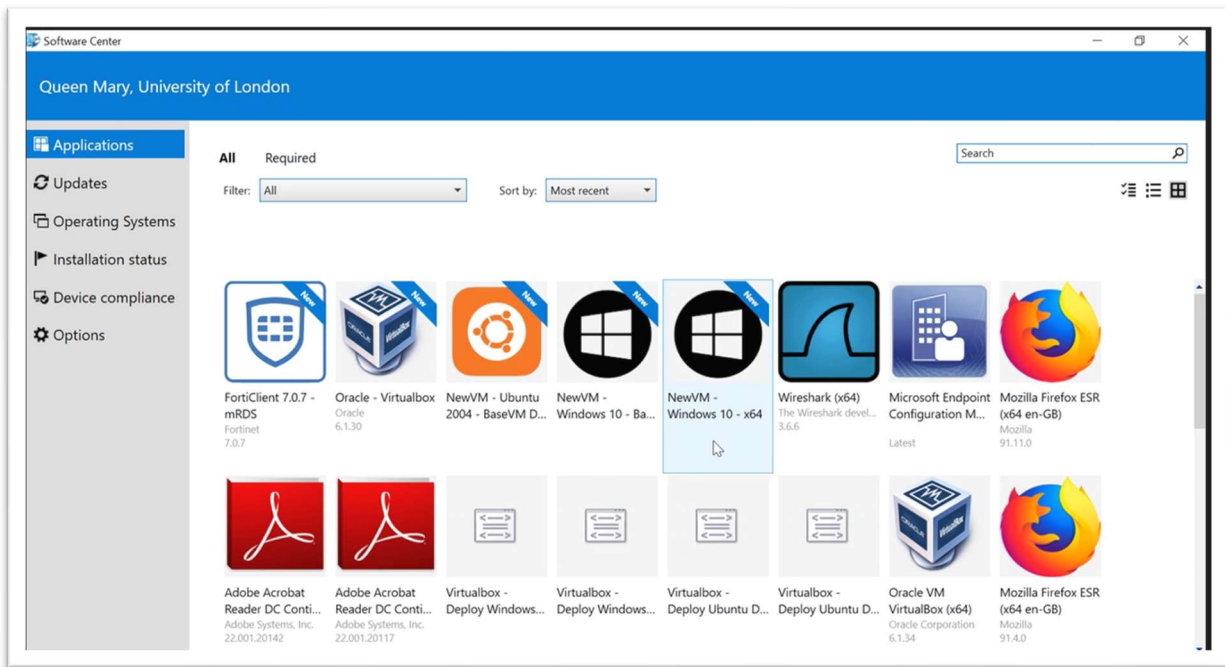 Software Center
Queen Mary, University of London
Applications
Updates
Operating Systems
Installation status
Device compliance
Options
All Required
Search
Filter: All Sort by: Most recent
New New New New New
FortiClient 7.0.7 -
mRDS
Fortinet
7.0.7
Oracle - Virtualbox
Oracle
6.1.30
NewVM - Ubuntu
2004 - BaseVM D...
NewVM -
Windows 10 - Ba...
NewVM -
Windows 10 - x64
Wireshark (x64)
The Wireshark devel...
3.6.6
Microsoft Endpoint
Configuration M...
Latest
Mozilla Firefox ESR
(x64 en-GB)
Mozilla
91.11.0
Adobe Acrobat
Reader DC Conti...
Adobe Systems, Inc.
22.001.20142
Adobe Acrobat
Reader DC Conti...
Adobe Systems, Inc.
22.001.20117
Virtualbox -
Deploy Windows...
Virtualbox -
Deploy Windows...
Virtualbox -
Deploy Ubuntu D...
Virtualbox -
Deploy Ubuntu D...
Oracle VM
VirtualBox (x64)
Oracle Corporation
6.1.34
Mozilla Firefox ESR
(x64 en-GB)
Mozilla
91.4.0